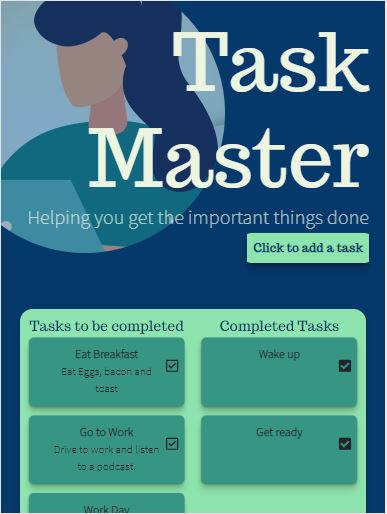 Task
Master
Helping you get the important things done
Click to add a task
Tasks to be completed
Eat Breakfast
Eat Eggs, bacon and
toast
Go to Work
Drive to work and listen
to a podcast.
Work Day
Completed Tasks
Wake up
Get ready